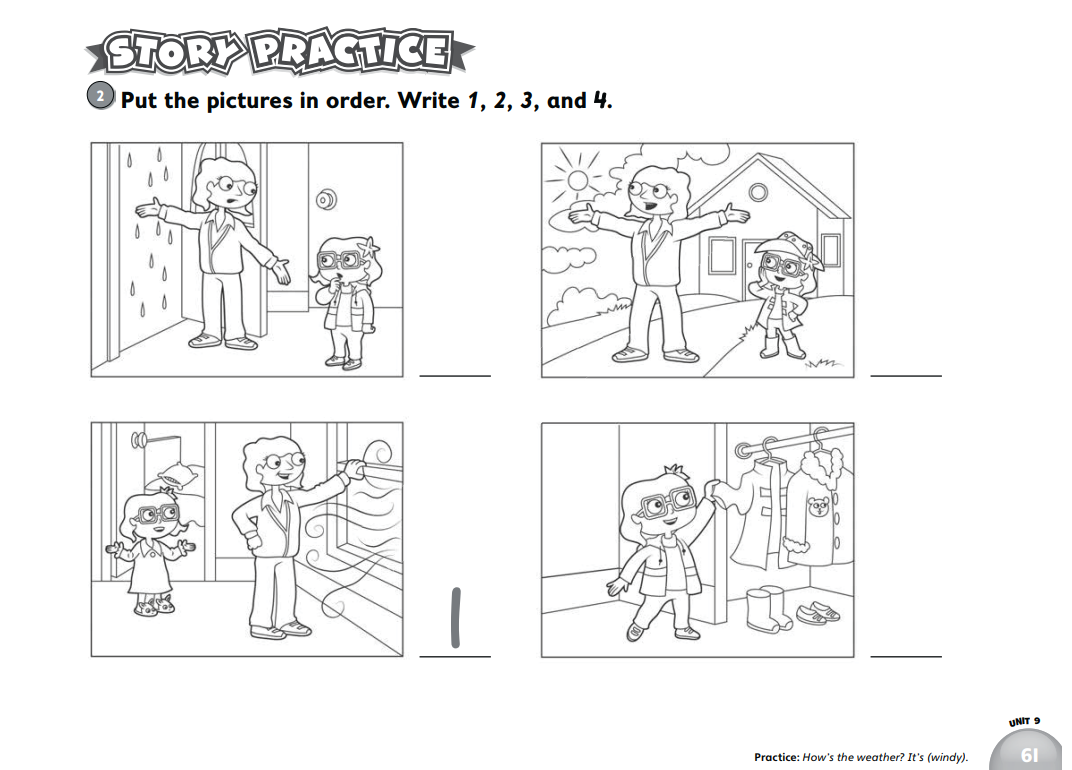 STORY PRACTICE
2 Put the pictures in order. Write 1, 2, 3, and 4.
1
UNIT 9
Practice: How's the weather? It's (windy).
61